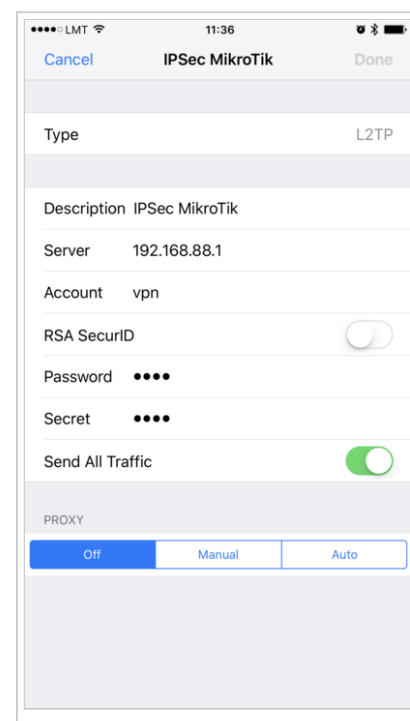 LMT 11:36
Cancel IPSec MikroTik Done
Type L2TP
Description IPSec MikroTik
Server 192.168.88.1
Account vpn
RSA SecurID
Password ••••
Secret ••••
Send All Traffic
PROXY
Off Manual Auto